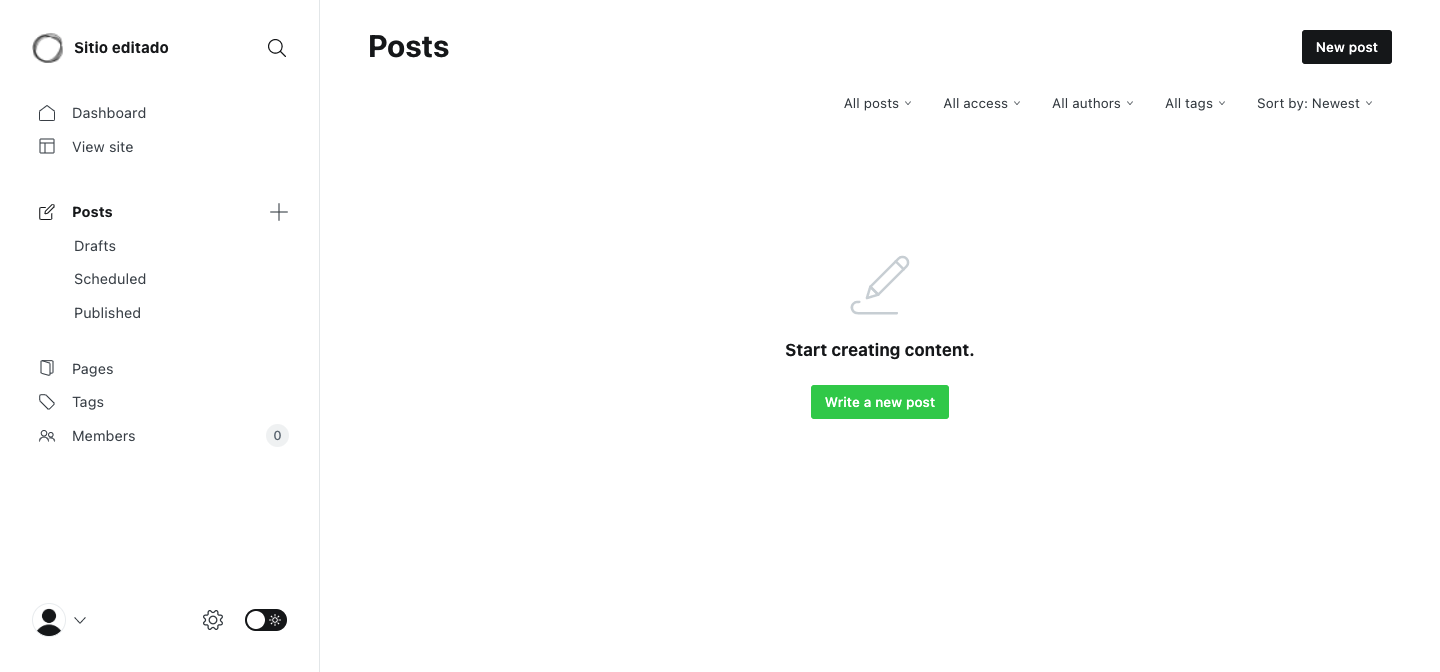 Sitio editado
Dashboard
View site
Posts
Drafts
Scheduled
Published
Pages
Tags
Members 0
Posts
New post
All posts All access All authors All tags Sort by: Newest
Start creating content.
Write a new post